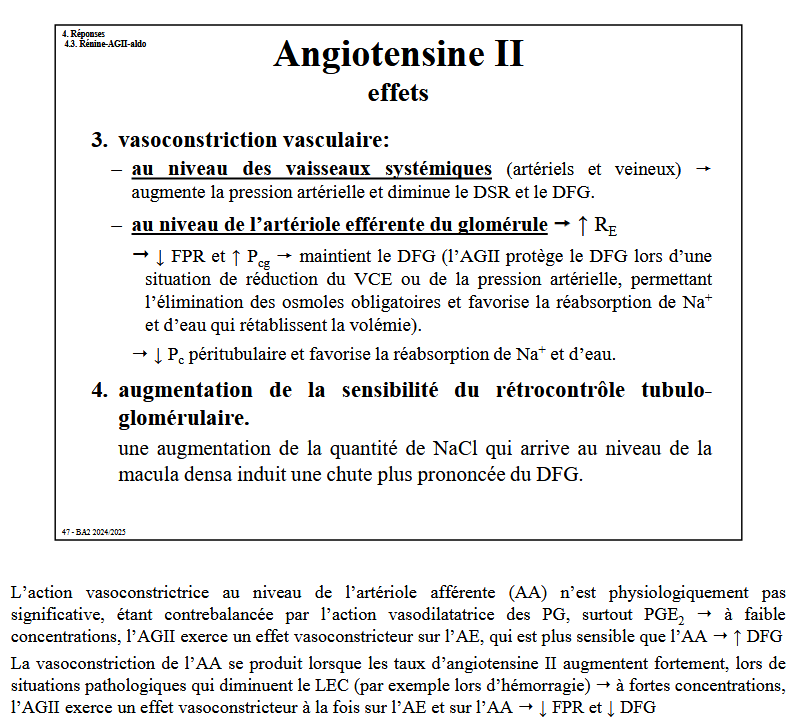 4. Réponses
4.3. Rénine-AGII-aldo
Angiotensine II
effets
3. vasoconstriction vasculaire:
– au niveau des vaisseaux systémiques (artériels et veineux) →
augmente la pression artérielle et diminue le DSR et le DFG.
– au niveau de l’artériole efférente du glomérule → ↑ R_E
→ ↓ FPR et ↑ P_cg → maintient le DFG (l’AGII protège le DFG lors d’une
situation de réduction du VCE ou de la pression artérielle, permettant
l’élimination des osmoles obligatoires et favorise la réabsorption de Na⁺
et d’eau qui rétablissent la volémie).
→ ↓ P_c péritubulaire et favorise la réabsorption de Na⁺ et d’eau.
4. augmentation de la sensibilité du rétrocontrôle tubulo-
glomérulaire.
une augmentation de la quantité de NaCl qui arrive au niveau de la
macula densa induit une chute plus prononcée du DFG.
47 - BA2 2024/2025
L’action vasoconstrictrice au niveau de l’artériole afférente (AA) n’est physiologiquement pas
significative, étant contrebalancée par l’action vasodilatatrice des PG, surtout PGE₂ → à faible
concentrations, l’AGII exerce un effet vasoconstricteur sur l’AE, qui est plus sensible que l’AA → ↑ DFG
La vasoconstriction de l’AA se produit lorsque les taux d’angiotensine II augmentent fortement, lors de
situations pathologiques qui diminuent le LEC (par exemple lors d’hémorragie) → à fortes concentrations,
l’AGII exerce un effet vasoconstricteur à la fois sur l’AE et sur l’AA → ↓ FPR et ↓ DFG